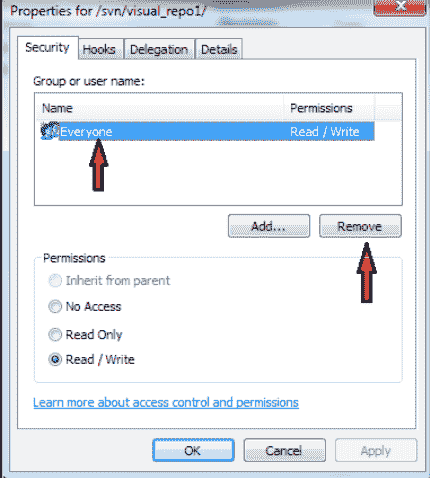 Properties for /svn/visual_repo1/
Security Hooks Delegation Details
Group or user name:
Name Permissions
Everyone Read / Write
Add... Remove
Permissions
Inherit from parent
No Access
Read Only
Read / Write
Learn more about access control and permissions
OK Cancel Apply